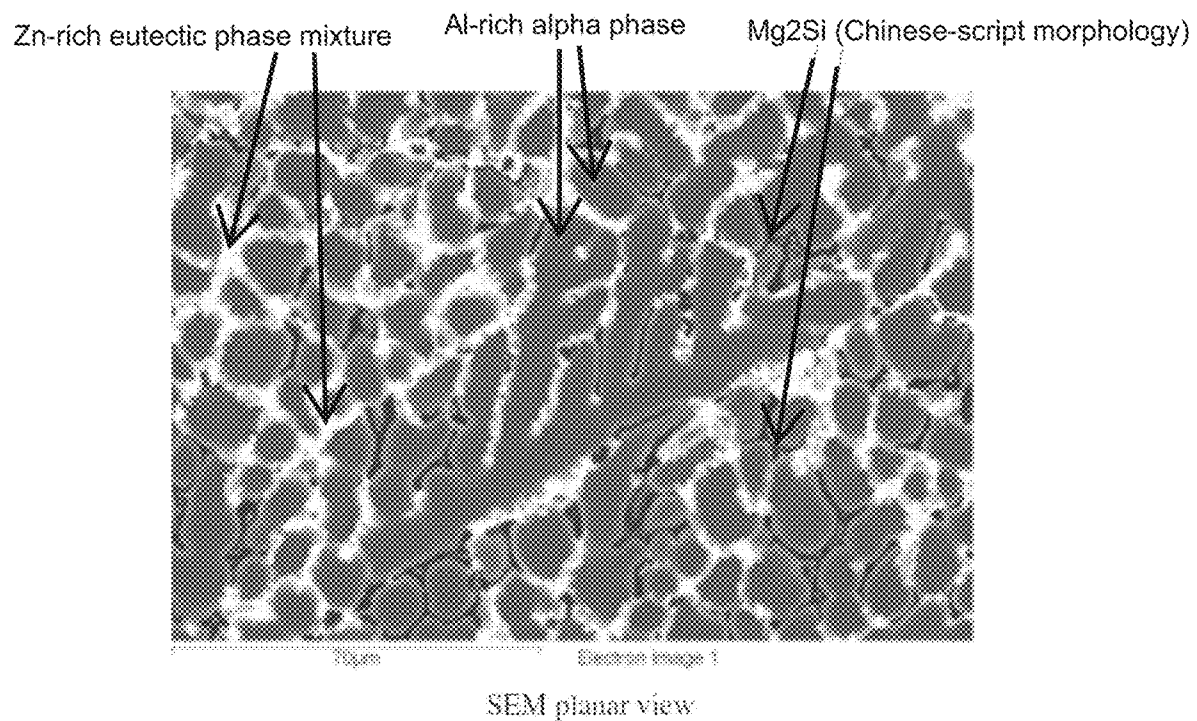 Zn-rich eutectic phase mixture
Al-rich alpha phase
Mg2Si (Chinese-script morphology)
70µm
Electron Image 1
SEM planar view